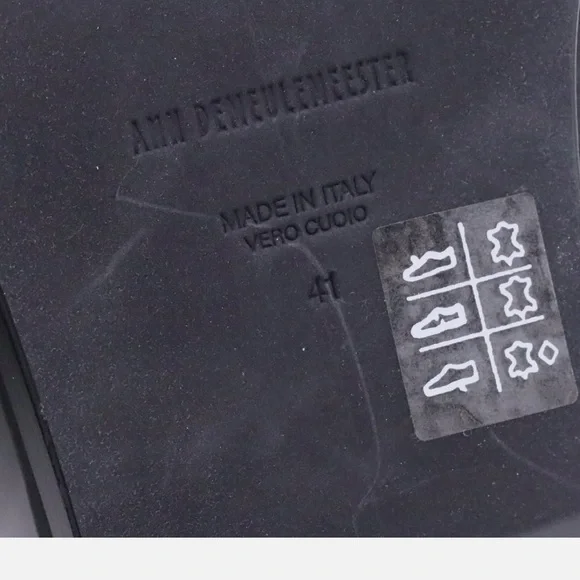 ANN DEMEULEMEESTER
MADE IN ITALY
VERO CUOIO
41